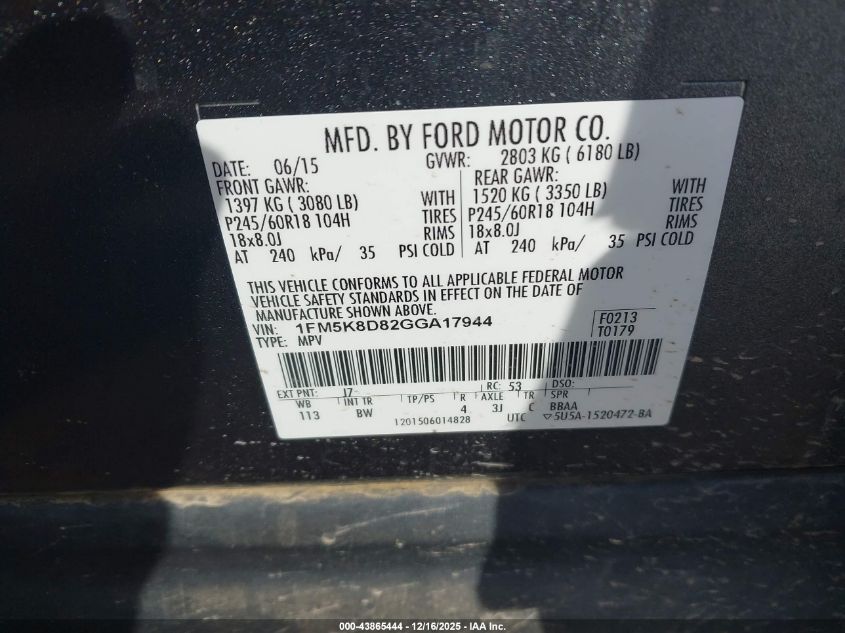 MFD. BY FORD MOTOR CO.
DATE: 06/15 GVWR: 2803 KG ( 6180 LB)
FRONT GAWR: REAR GAWR:
1397 KG ( 3080 LB) WITH 1520 KG ( 3350 LB) WITH
P245/60R18 104H TIRES P245/60R18 104H TIRES
18x8.0J RIMS 18x8.0J RIMS
AT 240 kPa/ 35 PSI COLD AT 240 kPa/ 35 PSI COLD
THIS VEHICLE CONFORMS TO ALL APPLICABLE FEDERAL MOTOR
VEHICLE SAFETY STANDARDS IN EFFECT ON THE DATE OF
MANUFACTURE SHOWN ABOVE.
VIN: 1FM5K8D82GGA17944 F0213
TYPE: MPV T0179
EXT PNT: J7 RC: 53 DSO:
WB INT TR TP/PS R AXLE TR SPR
113 BW 4 3J C BBAA
1201506014828 UTC ▽5U5A-1520472-BA
000-43865444 / 12/16/2025 - IAA Inc.